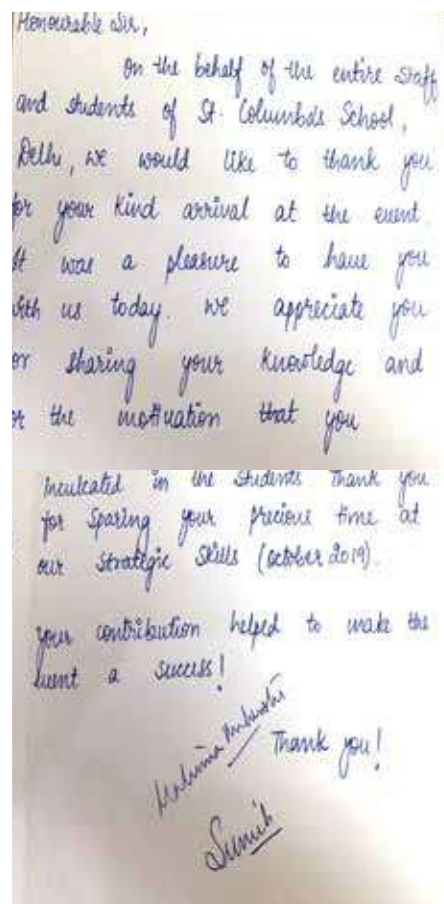 Honourable Sir,
On the behalf of the entire staff
and students of St. Columba's School,
Delhi, we would like to thank you
for your kind arrival at the event.
It was a pleasure to have you
with us today. We appreciate you
for sharing your knowledge and
for the motivation that you
inculcated in the students Thank you
for sparing your precious time at
our Strategic Skills (October 2019).
your contribution helped to make the
event a success!
Thank you!